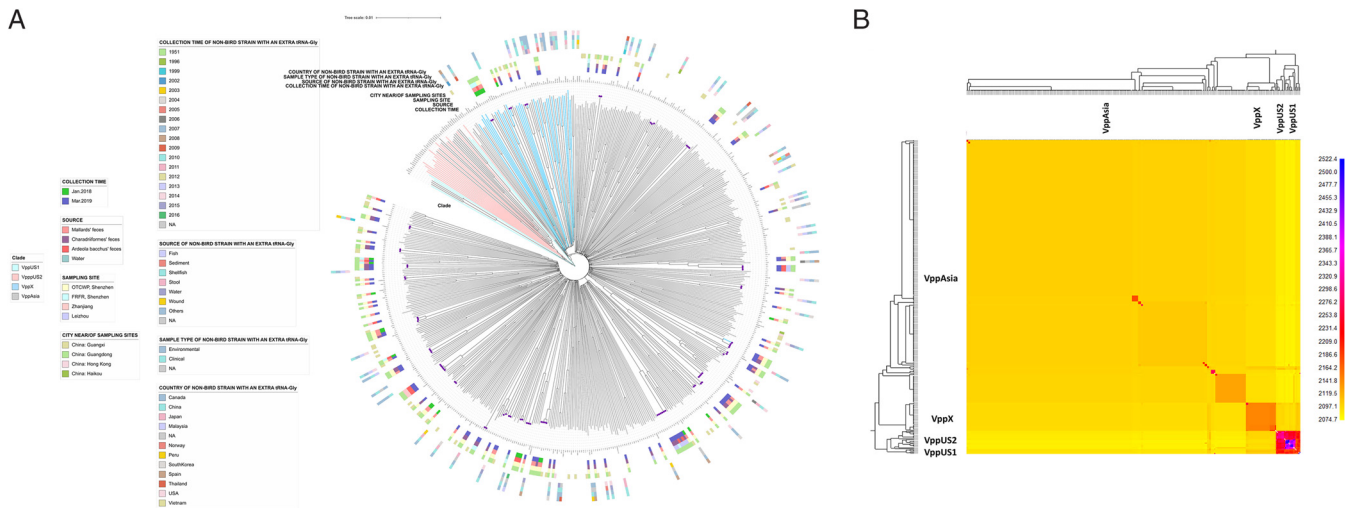 A
Tree scale: 0.01
COLLECTION TIME OF NON-BIRD STRAIN WITH AN EXTRA tRNA-Gly
1951
1996
1999
2002
2003
2004
2005
2006
2007
2008
2009
2010
2011
2012
2013
2014
2015
2016
NA
COLLECTION TIME
Jan.2018
Mar.2019
SOURCE
Mallards' feces
Charadriiformes' feces
Ardeola bacchus' feces
Water
Clade
VppUS1
VpppUS2
VppX
VppAsia
SAMPLING SITE
OTCWP, Shenzhen
FRFR, Shenzhen
Zhanjiang
Leizhou
CITY NEAR/OF SAMPLING SITES
China: Guangxi
China: Guangdong
China: Hong Kong
China: Haikou
SOURCE OF NON-BIRD STRAIN WITH AN EXTRA tRNA-Gly
Fish
Sediment
Shellfish
Stool
Water
Wound
Others
NA
SAMPLE TYPE OF NON-BIRD STRAIN WITH AN EXTRA tRNA-Gly
Environmental
Clinical
NA
COUNTRY OF NON-BIRD STRAIN WITH AN EXTRA tRNA-Gly
Canada
China
Japan
Malaysia
NA
Norway
Peru
SouthKorea
Spain
Thailand
USA
Vietnam
COUNTRY OF NON-BIRD STRAIN WITH AN EXTRA tRNA-Gly
SAMPLE TYPE OF NON-BIRD STRAIN WITH AN EXTRA tRNA-Gly
SOURCE OF NON-BIRD STRAIN WITH AN EXTRA tRNA-Gly
COLLECTION TIME OF NON-BIRD STRAIN WITH AN EXTRA tRNA-Gly
CITY NEAR/OF SAMPLING SITES
SAMPLING SITE
SOURCE
COLLECTION TIME
Clade
B
VppAsia
VppX
VppUS2
VppUS1
VppAsia
VppX
VppUS2
VppUS1
2522.4
2500.0
2477.7
2455.3
2432.9
2410.5
2388.1
2365.7
2343.3
2320.9
2298.6
2276.2
2253.8
2231.4
2209.0
2186.6
2164.2
2141.8
2119.5
2097.1
2074.7